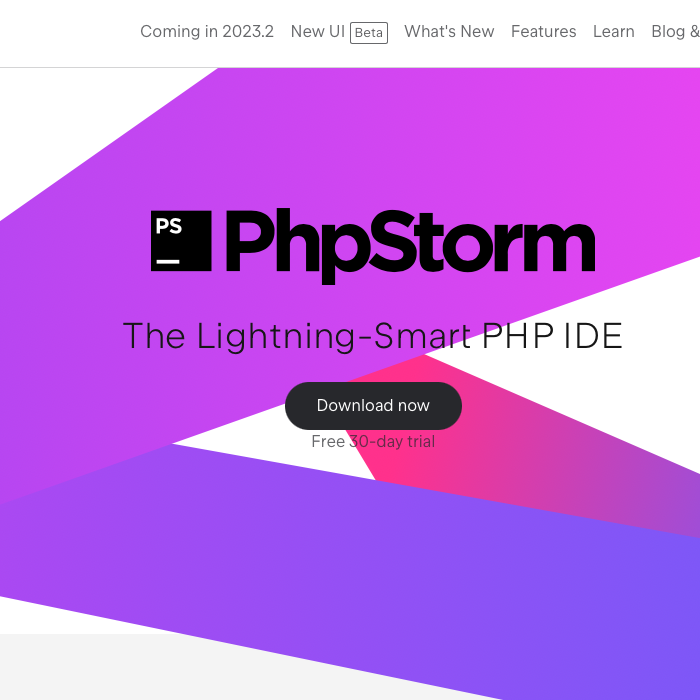 Coming in 2023.2 New UI Beta What's New Features Learn Blog &
PS PhpStorm
The Lightning-Smart PHP IDE
Download now
Free 30-day trial